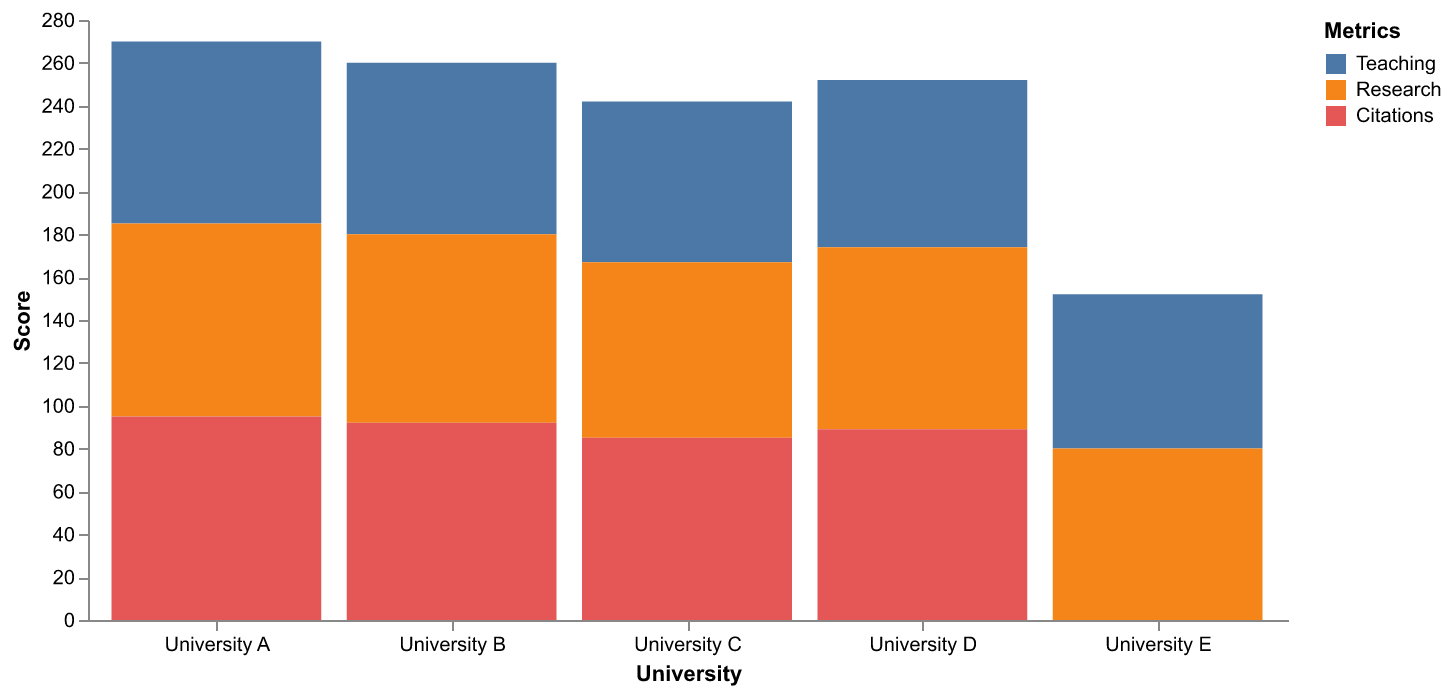 280
260
240
220
200
180
160
140
120
100
80
60
40
20
0
Score
University A
University B
University C
University D
University E
University
Metrics
Teaching
Research
Citations